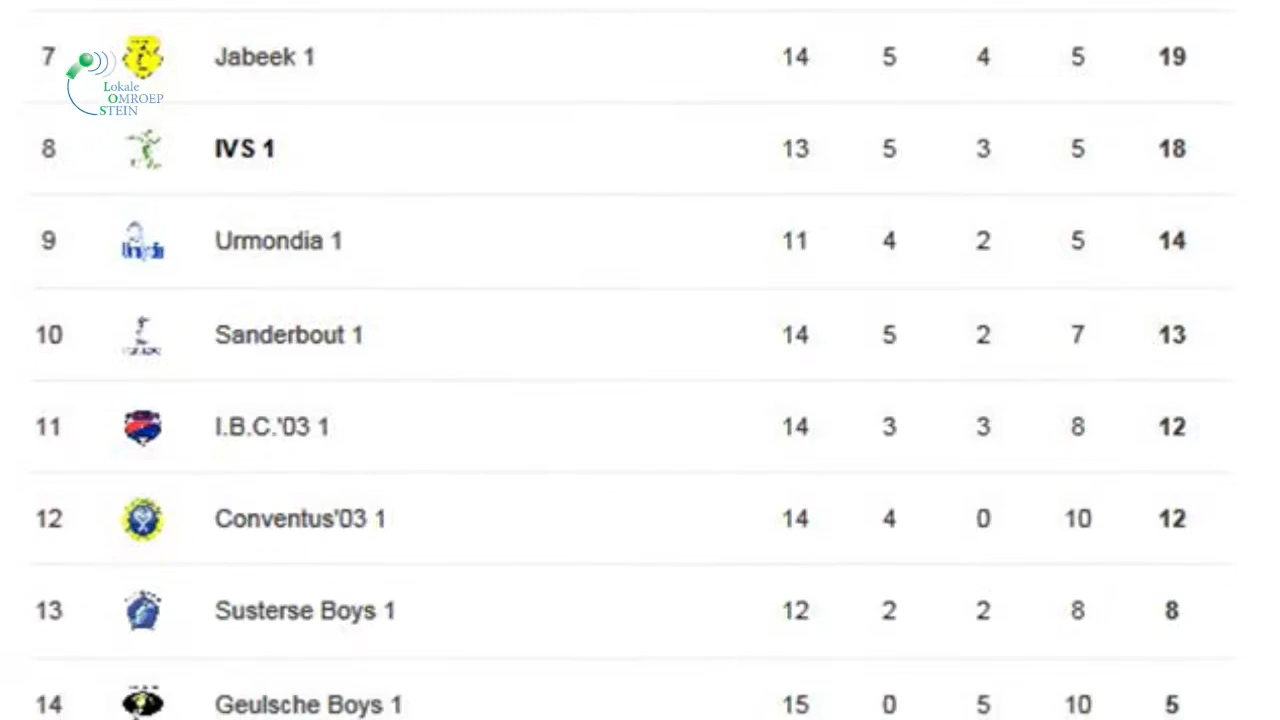 7 Jabeek 1 14 5 4 5 19
Lokale
OMROEP
STEIN
8 IVS 1 13 5 3 5 18
9 Urmondia 1 11 4 2 5 14
10 Sanderbout 1 14 5 2 7 13
11 I.B.C.'03 1 14 3 3 8 12
12 Conventus'03 1 14 4 0 10 12
13 Susterse Boys 1 12 2 2 8 8
14 Geulsche Boys 1 15 0 5 10 5